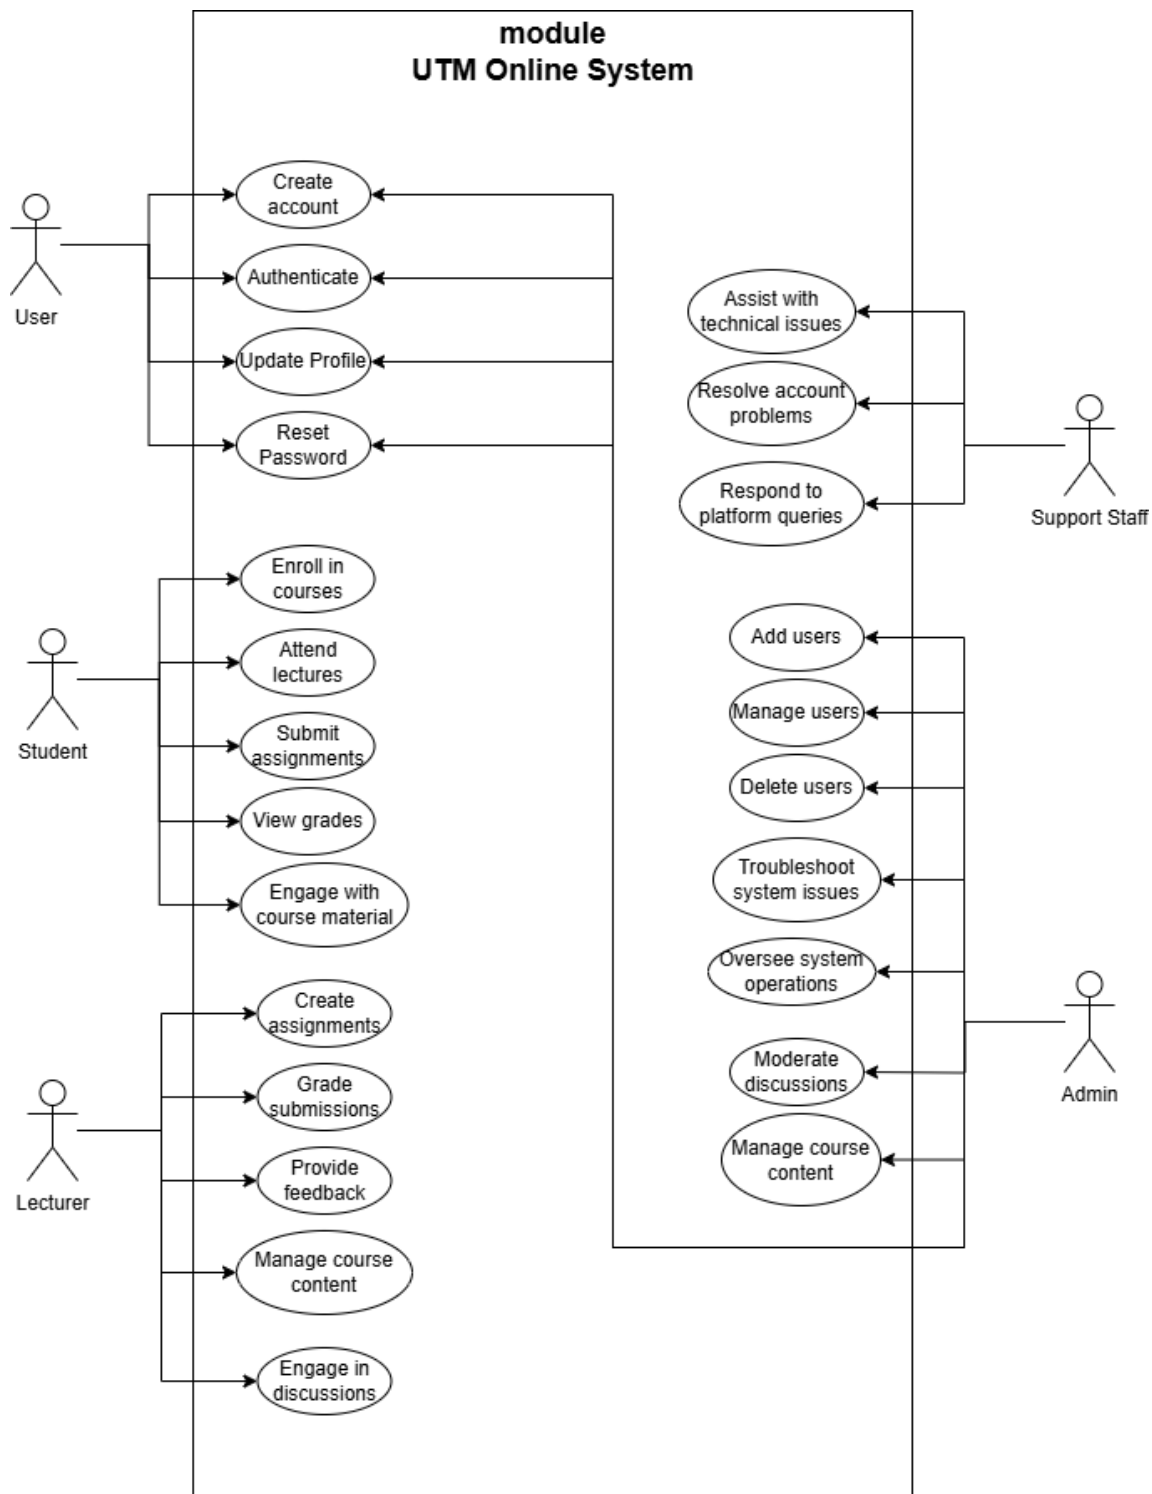 module
UTM Online System
Create
account
Authenticate
Update Profile
Reset
Password
User
Assist with
technical issues
Resolve account
problems
Respond to
platform queries
Support Staff
Enroll in
courses
Attend
lectures
Submit
assignments
View grades
Engage with
course material
Student
Add users
Manage users
Delete users
Troubleshoot
system issues
Oversee system
operations
Moderate
discussions
Manage course
content
Admin
Create
assignments
Grade
submissions
Provide
feedback
Manage course
content
Engage in
discussions
Lecturer